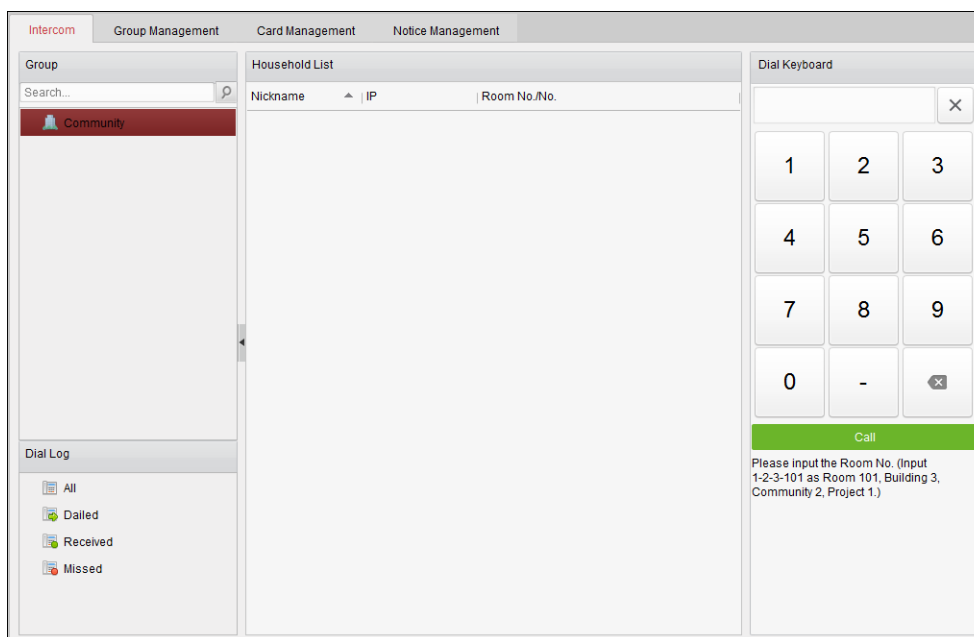 Intercom Group Management Card Management Notice Management
Group
Search...
Community
Dial Log
All
Dailed
Received
Missed
Household List
Nickname IP Room No./No.
Dial Keyboard
1 2 3
4 5 6
7 8 9
0 -
Call
Please input the Room No. (Input
1-2-3-101 as Room 101, Building 3,
Community 2, Project 1.)